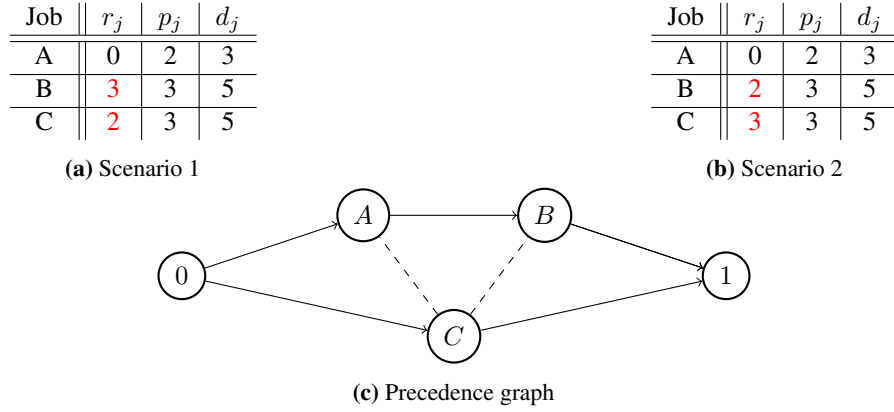 Job r_j p_j d_j
A 0 2 3
B 3 3 5
C 2 3 5
(a) Scenario 1
Job r_j p_j d_j
A 0 2 3
B 2 3 5
C 3 3 5
(b) Scenario 2
A B
0 1
C
(c) Precedence graph